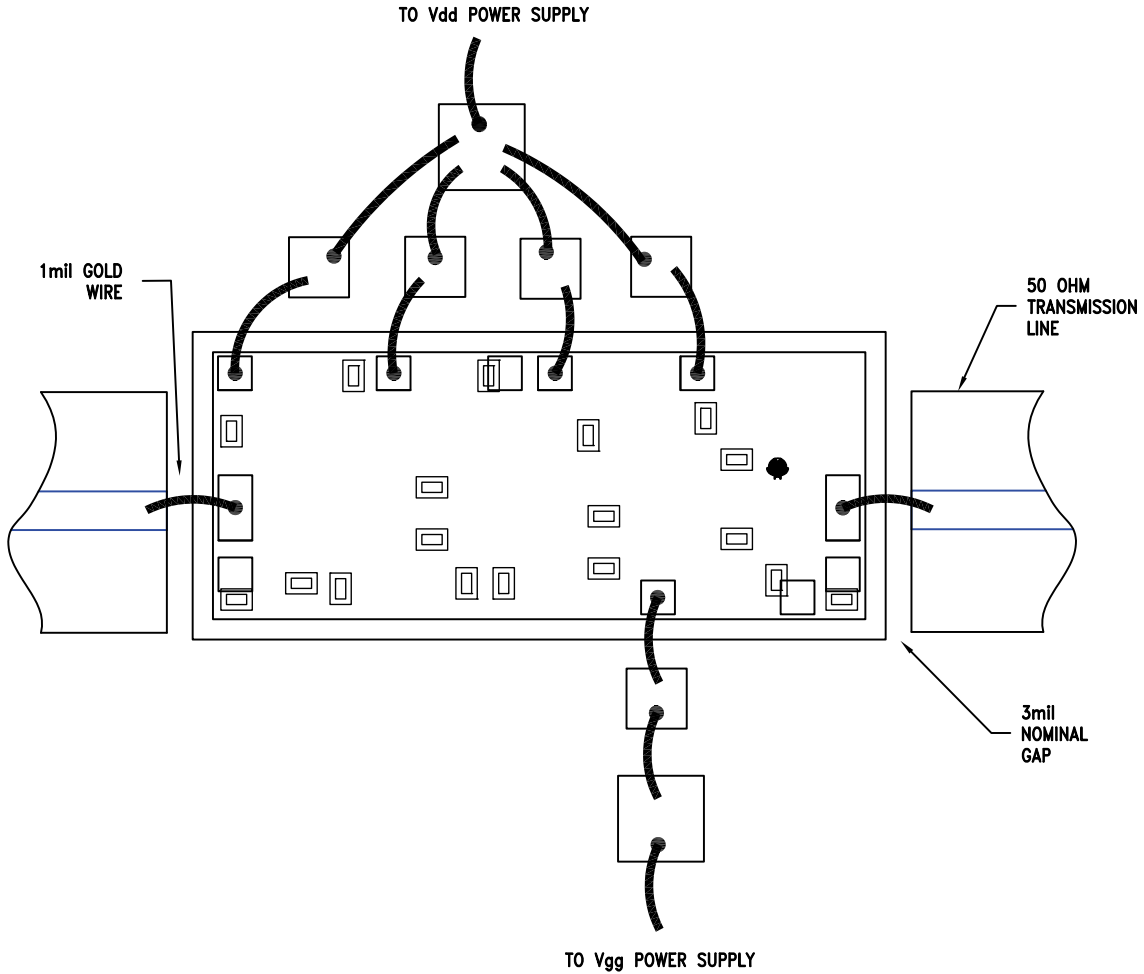 TO Vdd POWER SUPPLY
1mil GOLD
WIRE
50 OHM
TRANSMISSION
LINE
3mil
NOMINAL
GAP
TO Vgg POWER SUPPLY